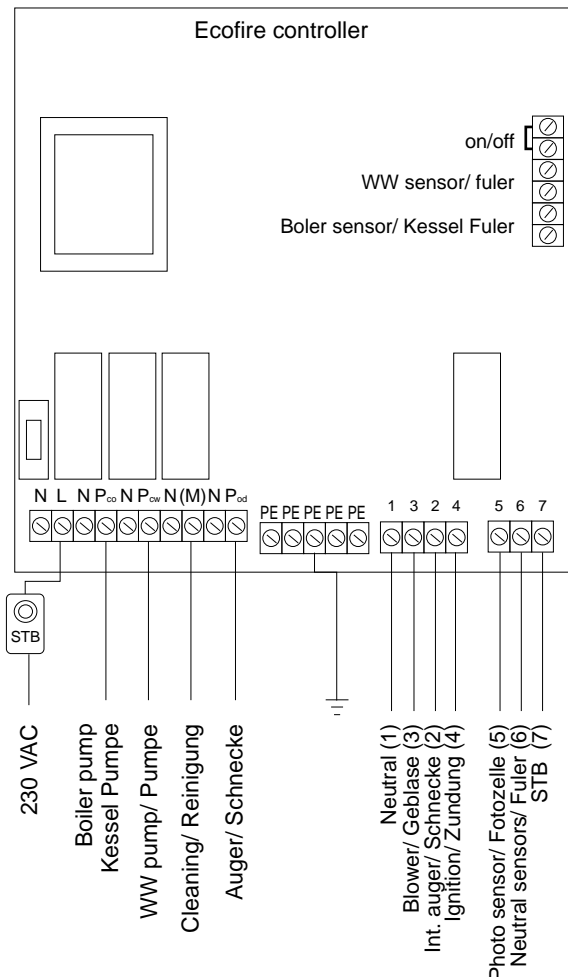 Ecofire controller
on/off
WW sensor/ fuler
Boler sensor/ Kessel Fuler
N L N Pco N Pcw N (M) N Pod
PE PE PE PE PE
1 3 2 4
5 6 7
STB
230 VAC
Boiler pump
Kessel Pumpe
WW pump/ Pumpe
Cleaning/ Reinigung
Auger/ Schnecke
Neutral (1)
Blower/ Geblase (3)
Int. auger/ Schnecke (2)
Ignition/ Zundung (4)
Photo sensor/ Fotozelle (5)
Neutral sensors/ Fuler (6)
STB (7)